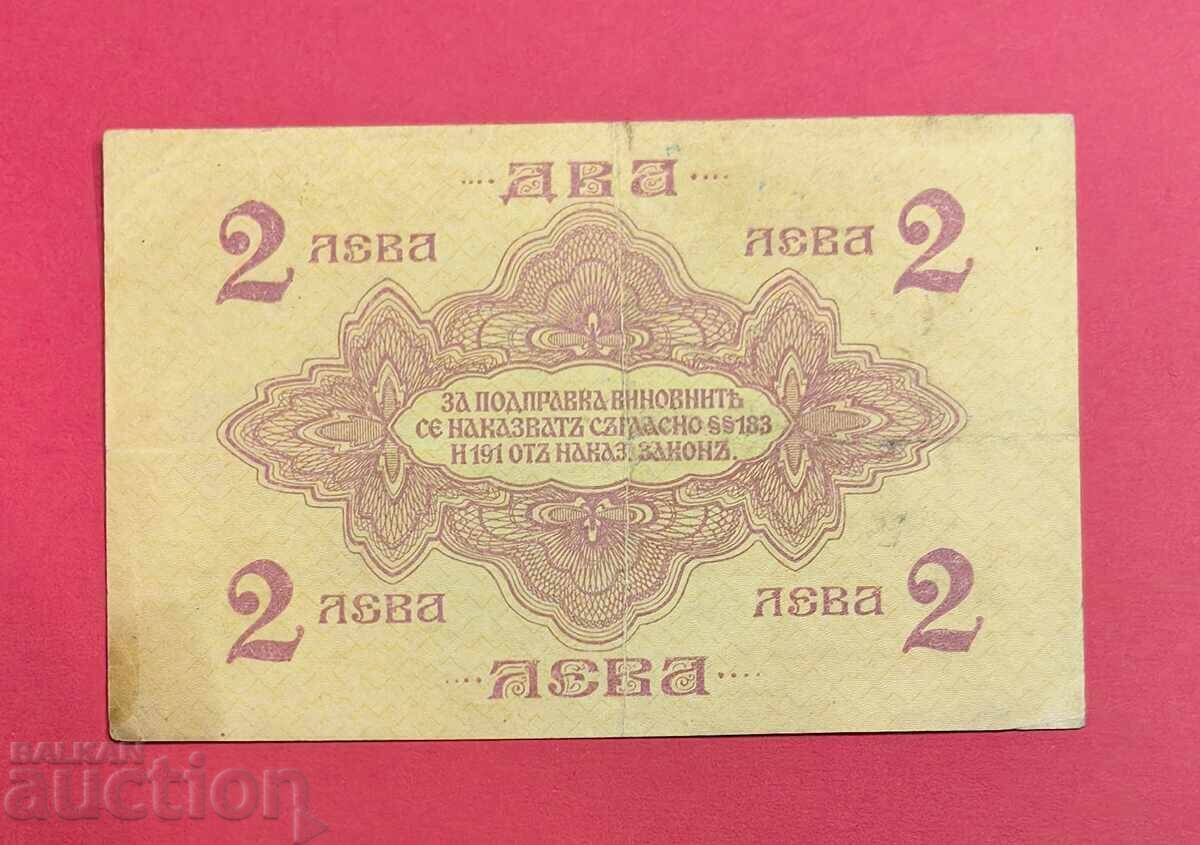 ДВА
2 ЛЕВА
ЛЕВА 2
ЗА ПОДПРАВКА ВИНОВНИТѢ
СЕ НАКАЗВАТЪ СЪГЛАСНО §§183
И 191 ОТЪ НАКАЗ. ЗАКОНЪ.
2 ЛЕВА
ЛЕВА 2
ЛЕВА
BALKAN
auction